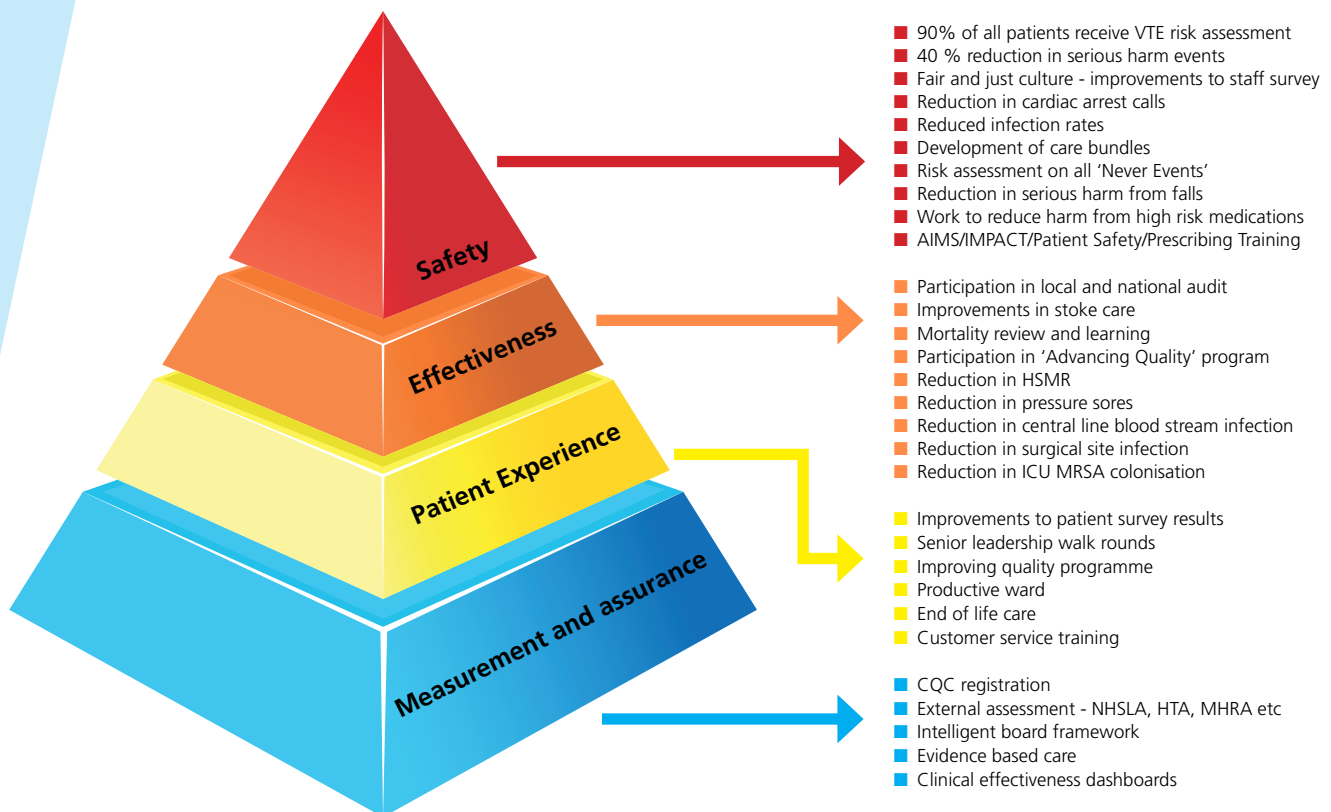 90% of all patients receive VTE risk assessment
40 % reduction in serious harm events
Fair and just culture - improvements to staff survey
Reduction in cardiac arrest calls
Reduced infection rates
Development of care bundles
Risk assessment on all ‘Never Events’
Reduction in serious harm from falls
Work to reduce harm from high risk medications
AIMS/IMPACT/Patient Safety/Prescribing Training
Safety
Participation in local and national audit
Improvements in stoke care
Mortality review and learning
Participation in ‘Advancing Quality’ program
Reduction in HSMR
Reduction in pressure sores
Reduction in central line blood stream infection
Reduction in surgical site infection
Reduction in ICU MRSA colonisation
Effectiveness
Improvements to patient survey results
Senior leadership walk rounds
Improving quality programme
Productive ward
End of life care
Customer service training
Patient Experience
CQC registration
External assessment - NHSLA, HTA, MHRA etc
Intelligent board framework
Evidence based care
Clinical effectiveness dashboards
Measurement and assurance